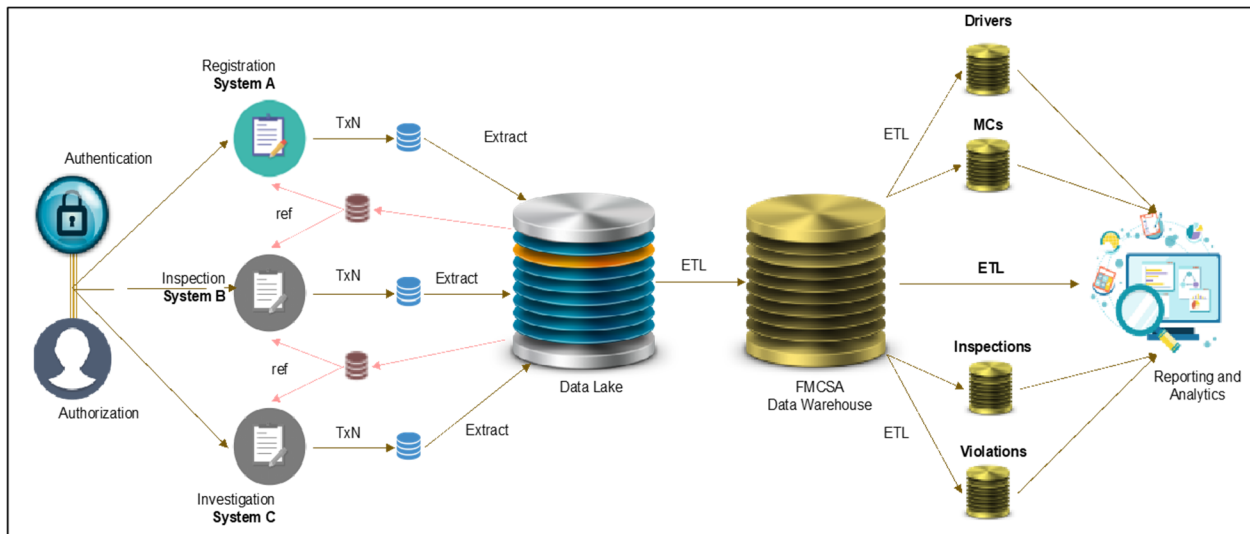 Drivers
Registration
System A
TxN
Extract
ETL
MCs
Authentication
ref
Inspection
System B
TxN
Extract
ETL
ETL
ref
Data Lake
FMCSA
Data Warehouse
Inspections
Reporting and
Analytics
Authorization
TxN
Extract
ETL
Violations
Investigation
System C